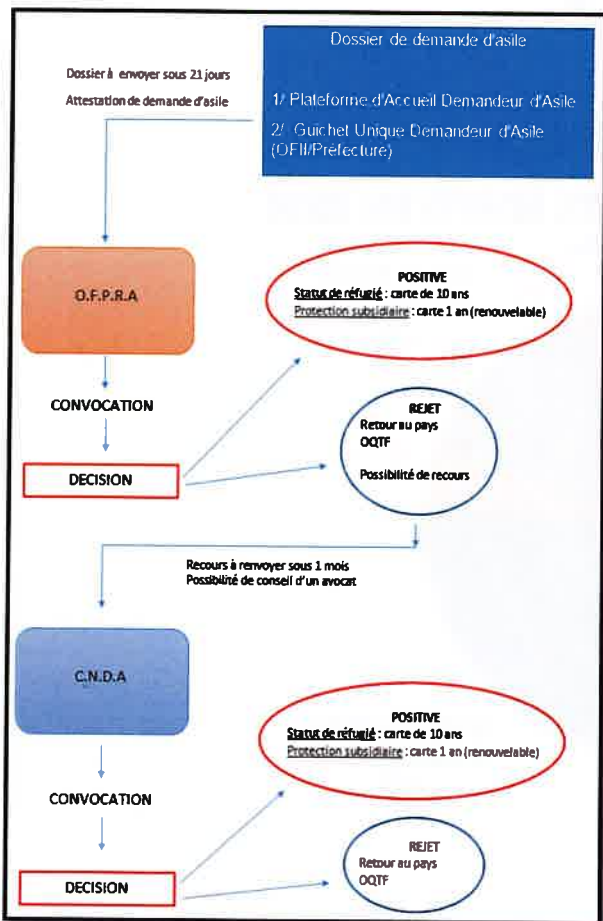 Dossier de demande d'asile
1/ Plateforme d'Accueil Demandeur d'Asile
2/ Guichet Unique Demandeur d'Asile
(OFII/Préfecture)
Dossier à envoyer sous 21 jours
Attestation de demande d'asile
O.F.P.R.A
CONVOCATION
DECISION
POSITIVE
Statut de réfugié : carte de 10 ans
Protection subsidiaire : carte 1 an (renouvelable)
REJET
Retour au pays
OQTF
Possibilité de recours
Recours à renvoyer sous 1 mois
Possibilité de conseil d'un avocat
C.N.D.A
CONVOCATION
DECISION
POSITIVE
Statut de réfugié : carte de 10 ans
Protection subsidiaire : carte 1 an (renouvelable)
REJET
Retour au pays
OQTF